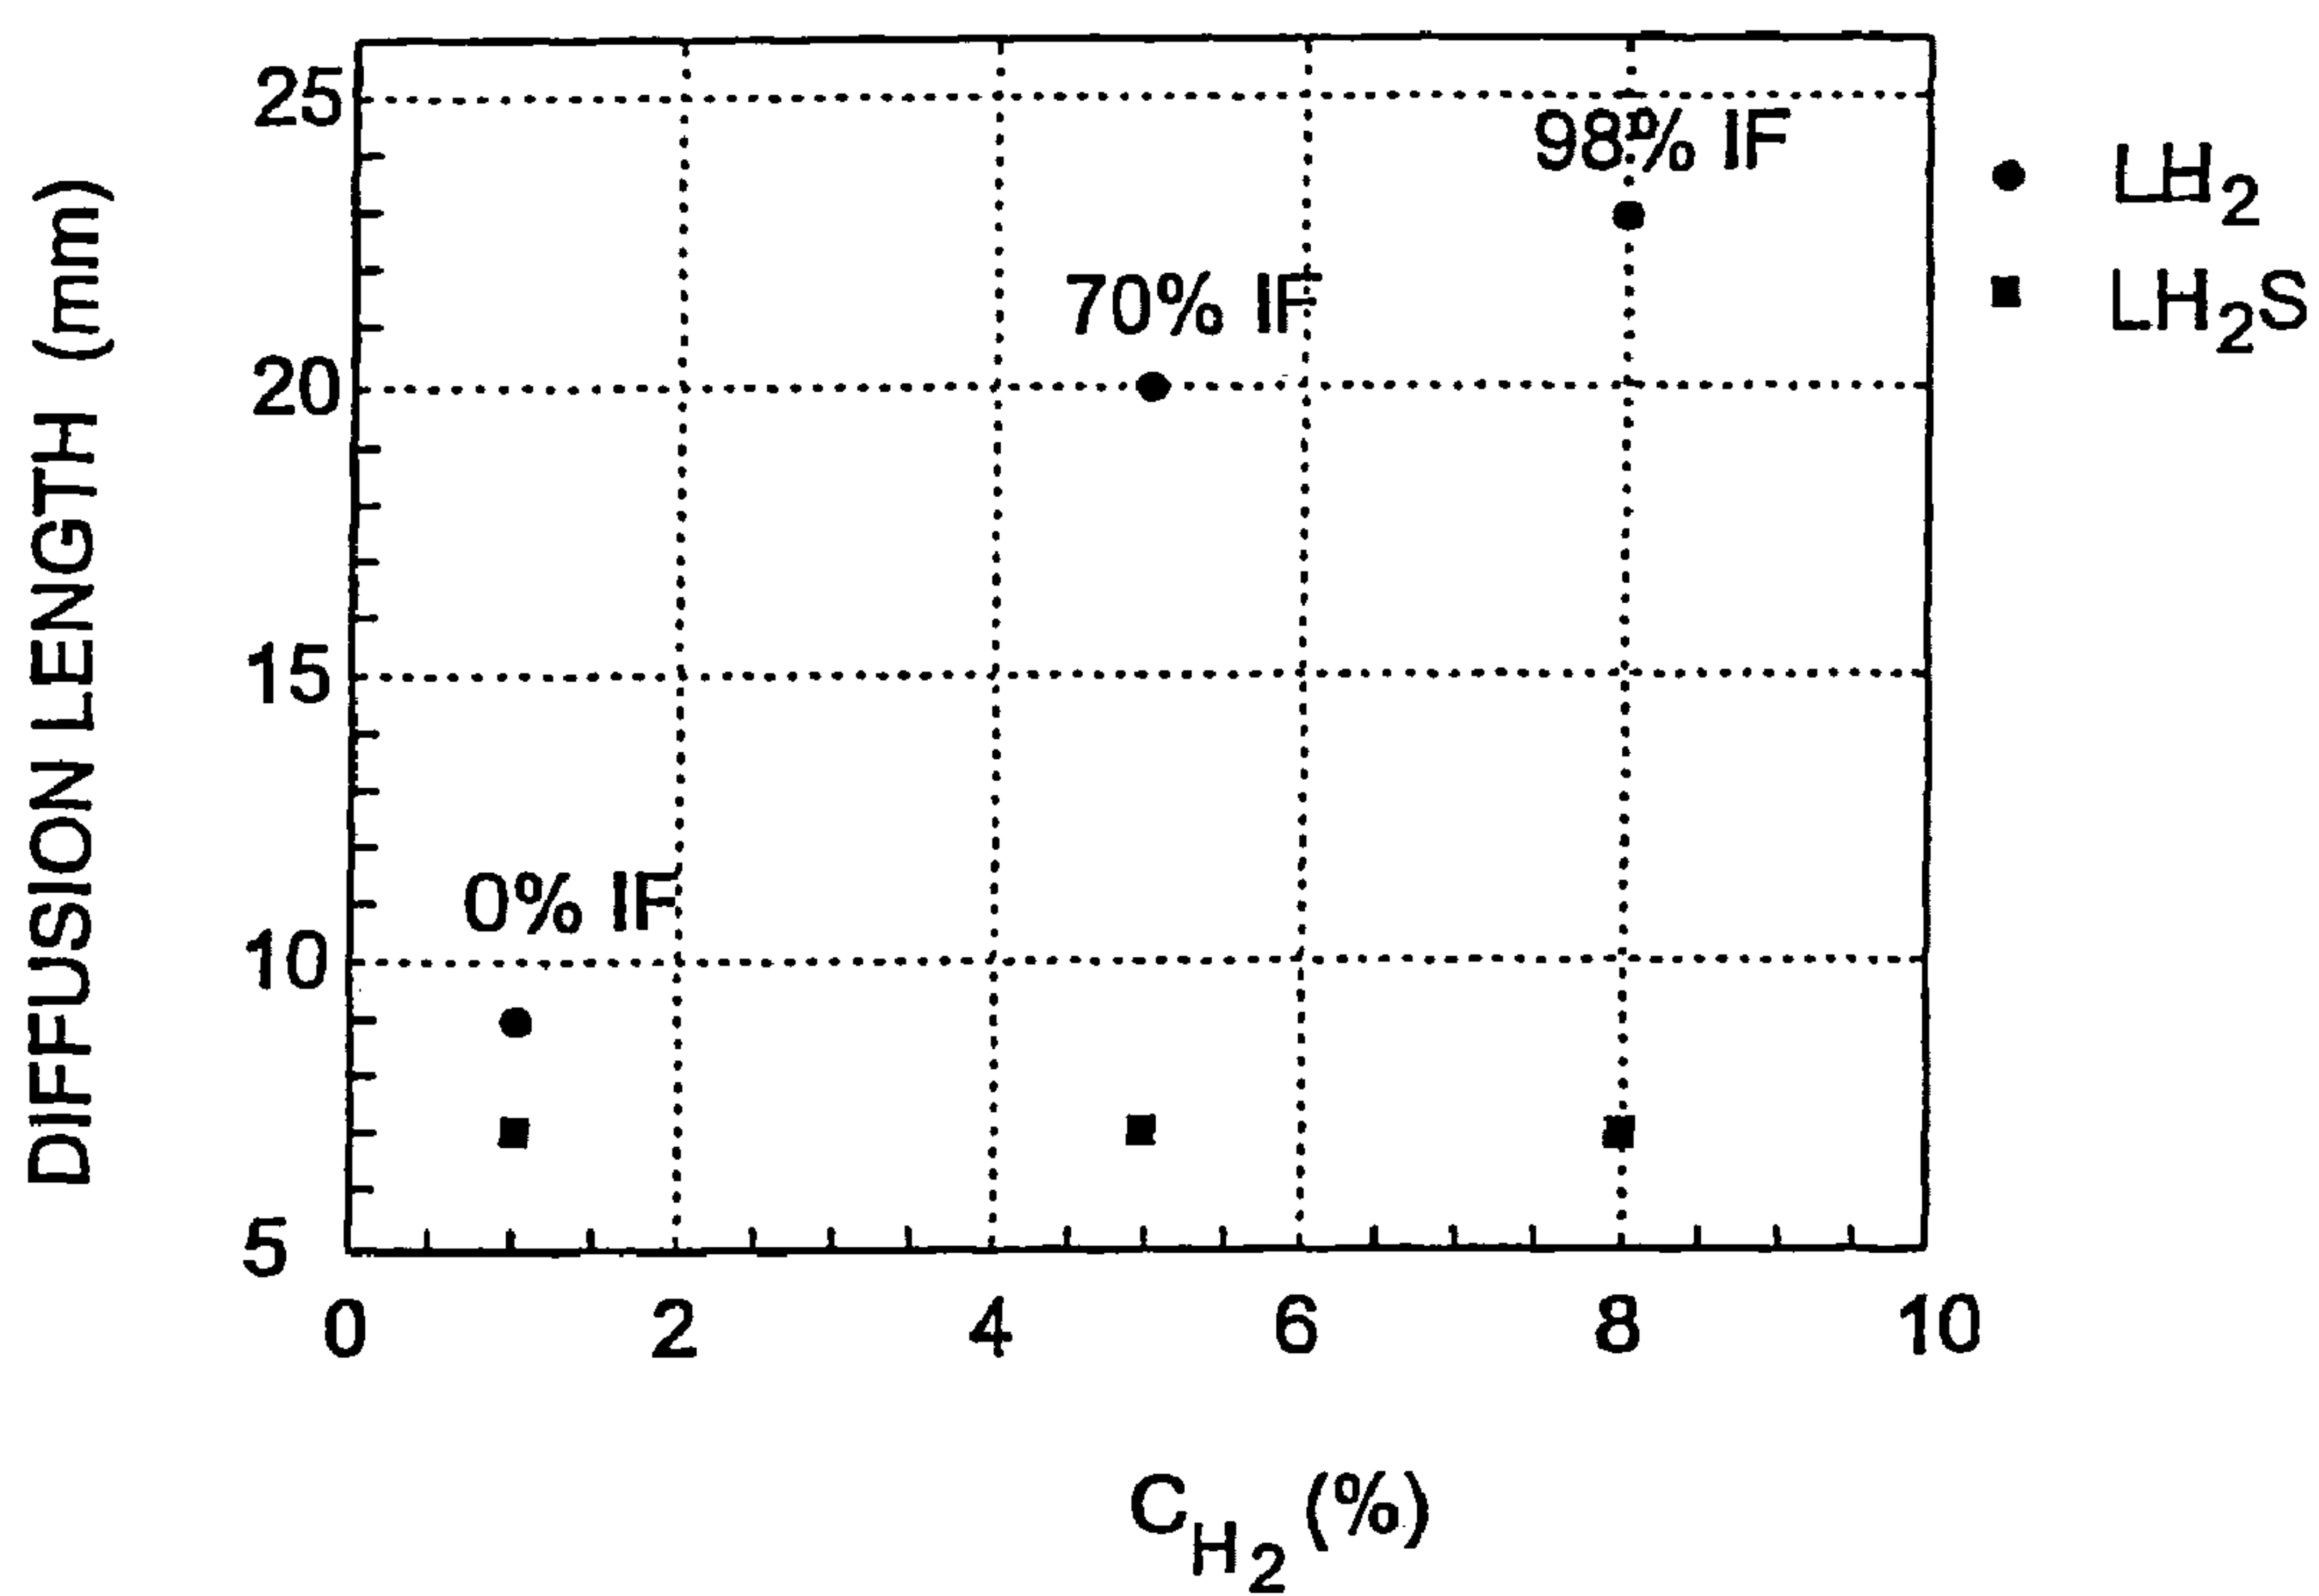 DIFFUSION LENGTH (mm)
25
20
15
10
5
98% IF
70% IF
0% IF
LH2
LH2S
0 2 4 6 8 10
CH2 (%)